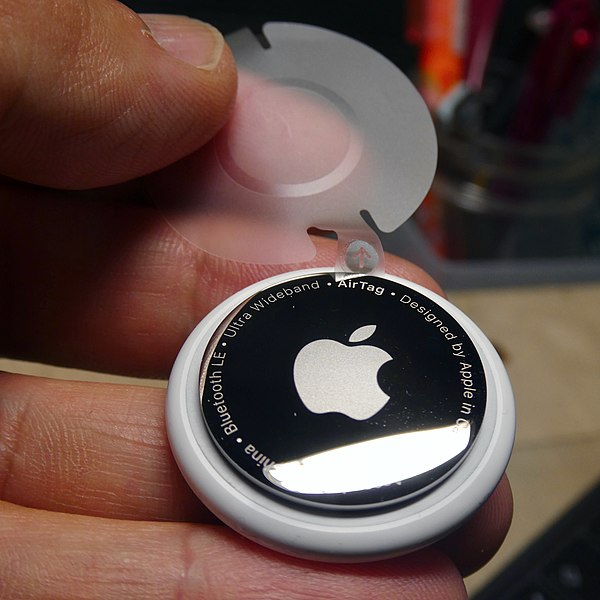 Bluetooth LE • Ultra Wideband • AirTag • Designed by Apple in